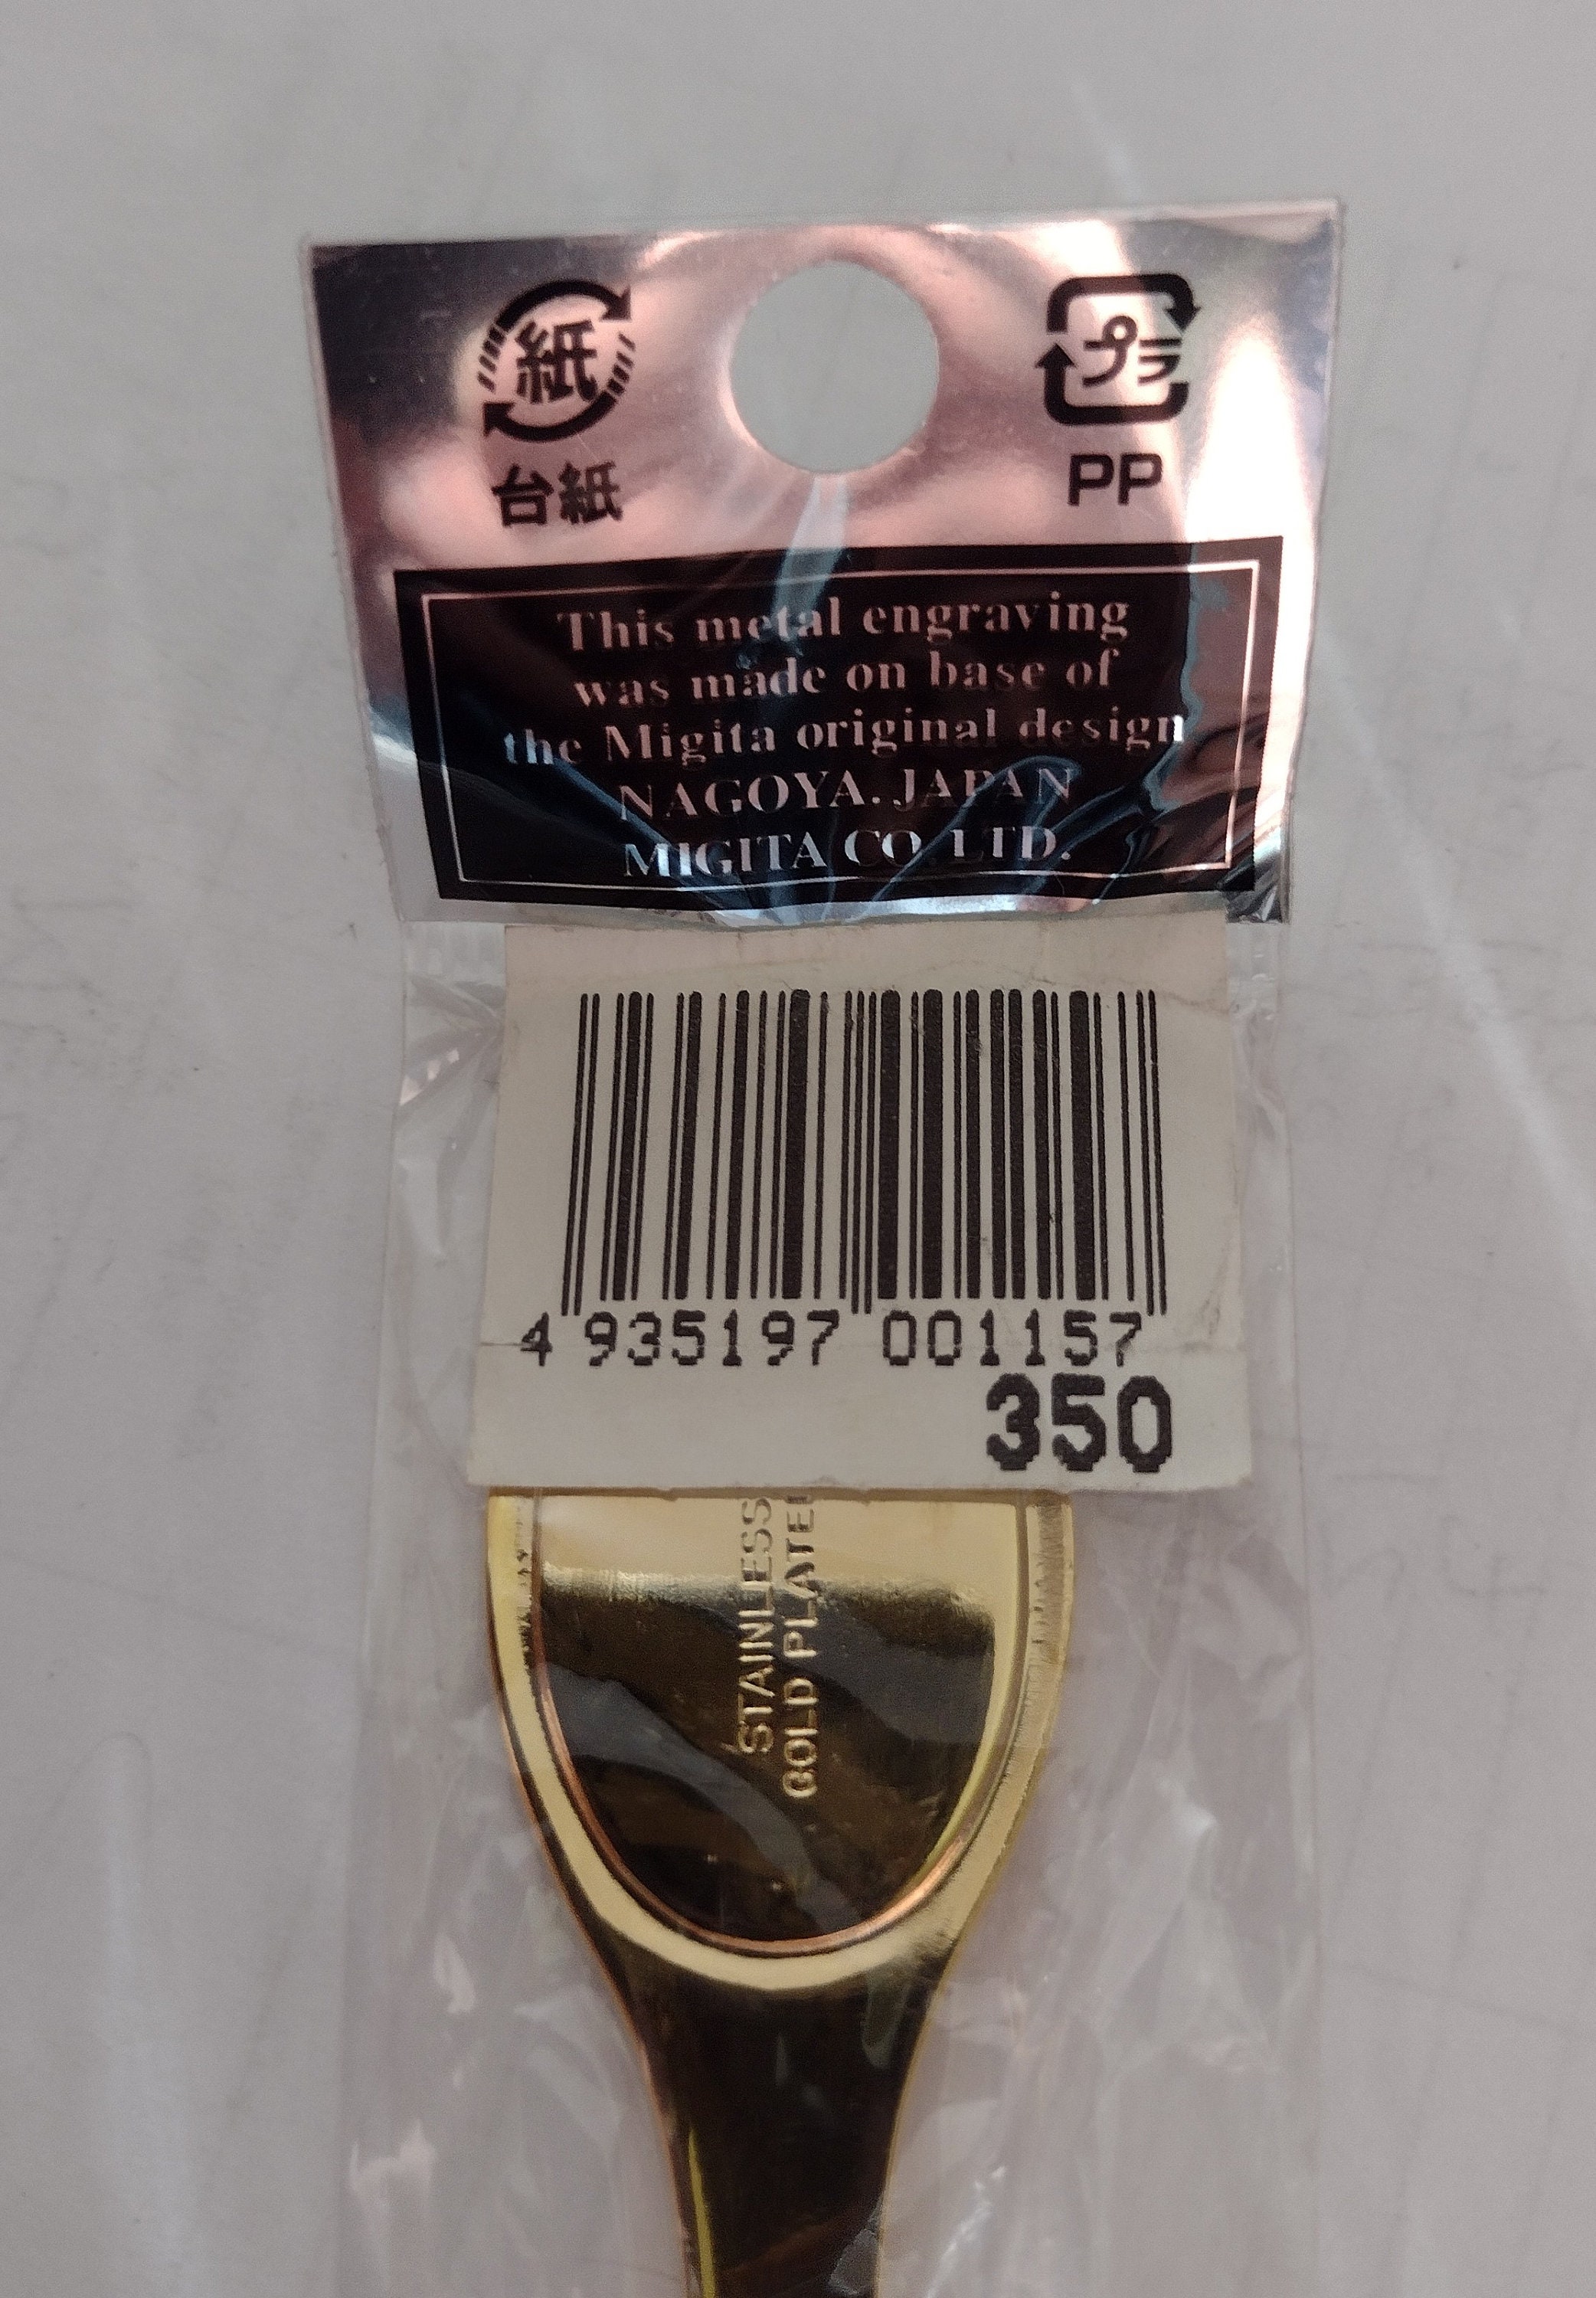 紙
プラ
台紙
PP
This metal engraving
was made on base of
the Migita original design
NAGOYA. JAPAN
MIGITA CO. LTD.
4 935197 001157
350
STAINLESS
GOLD PLATE